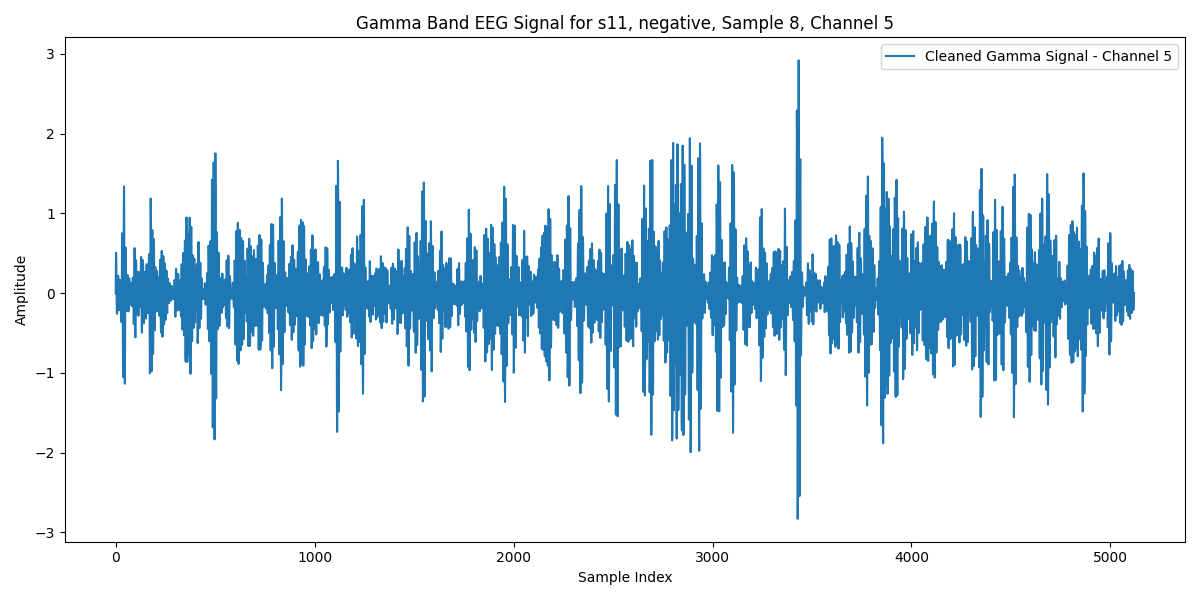 Gamma Band EEG Signal for s11, negative, Sample 8, Channel 5
Cleaned Gamma Signal - Channel 5
3
2
1
0
−1
−2
−3
Amplitude
0 1000 2000 3000 4000 5000
Sample Index